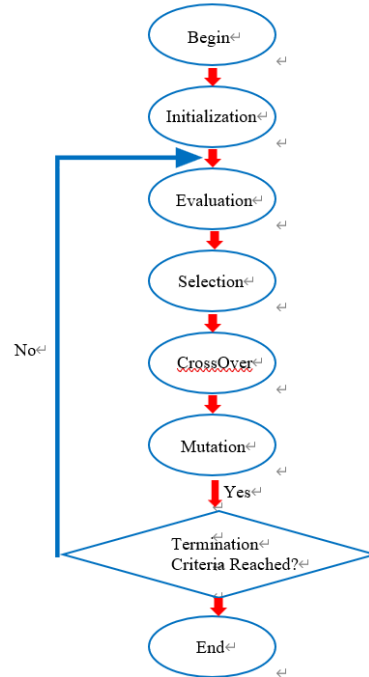 Begin
Initialization
Evaluation
Selection
No
CrossOver
Mutation
Yes
Termination
Criteria Reached?
End